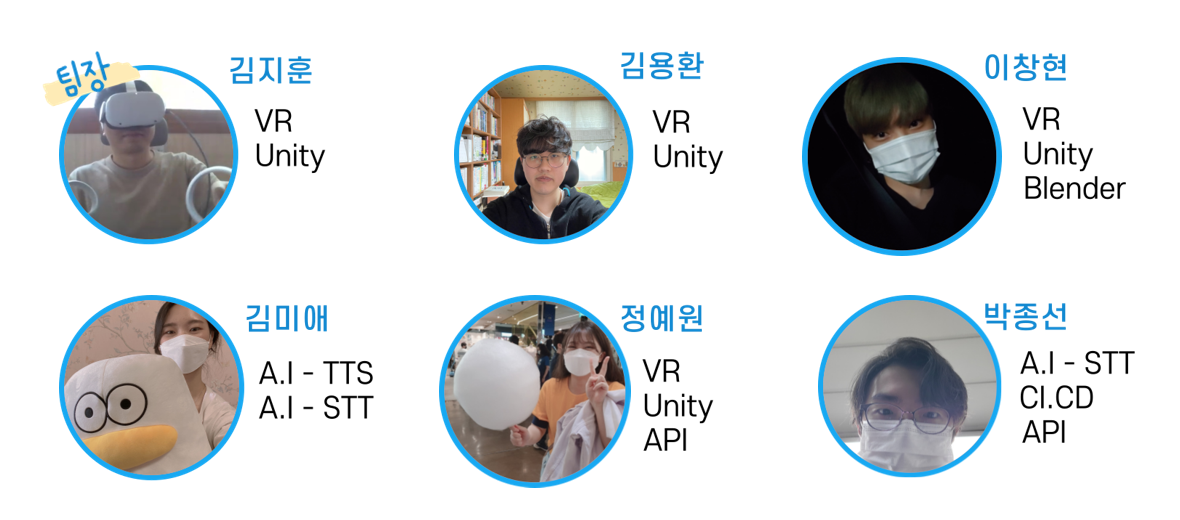 팀장
김지훈
VR
Unity
김용환
VR
Unity
이창현
VR
Unity
Blender
김미애
A.I - TTS
A.I - STT
정예원
VR
Unity
API
박종선
A.I - STT
CI.CD
API